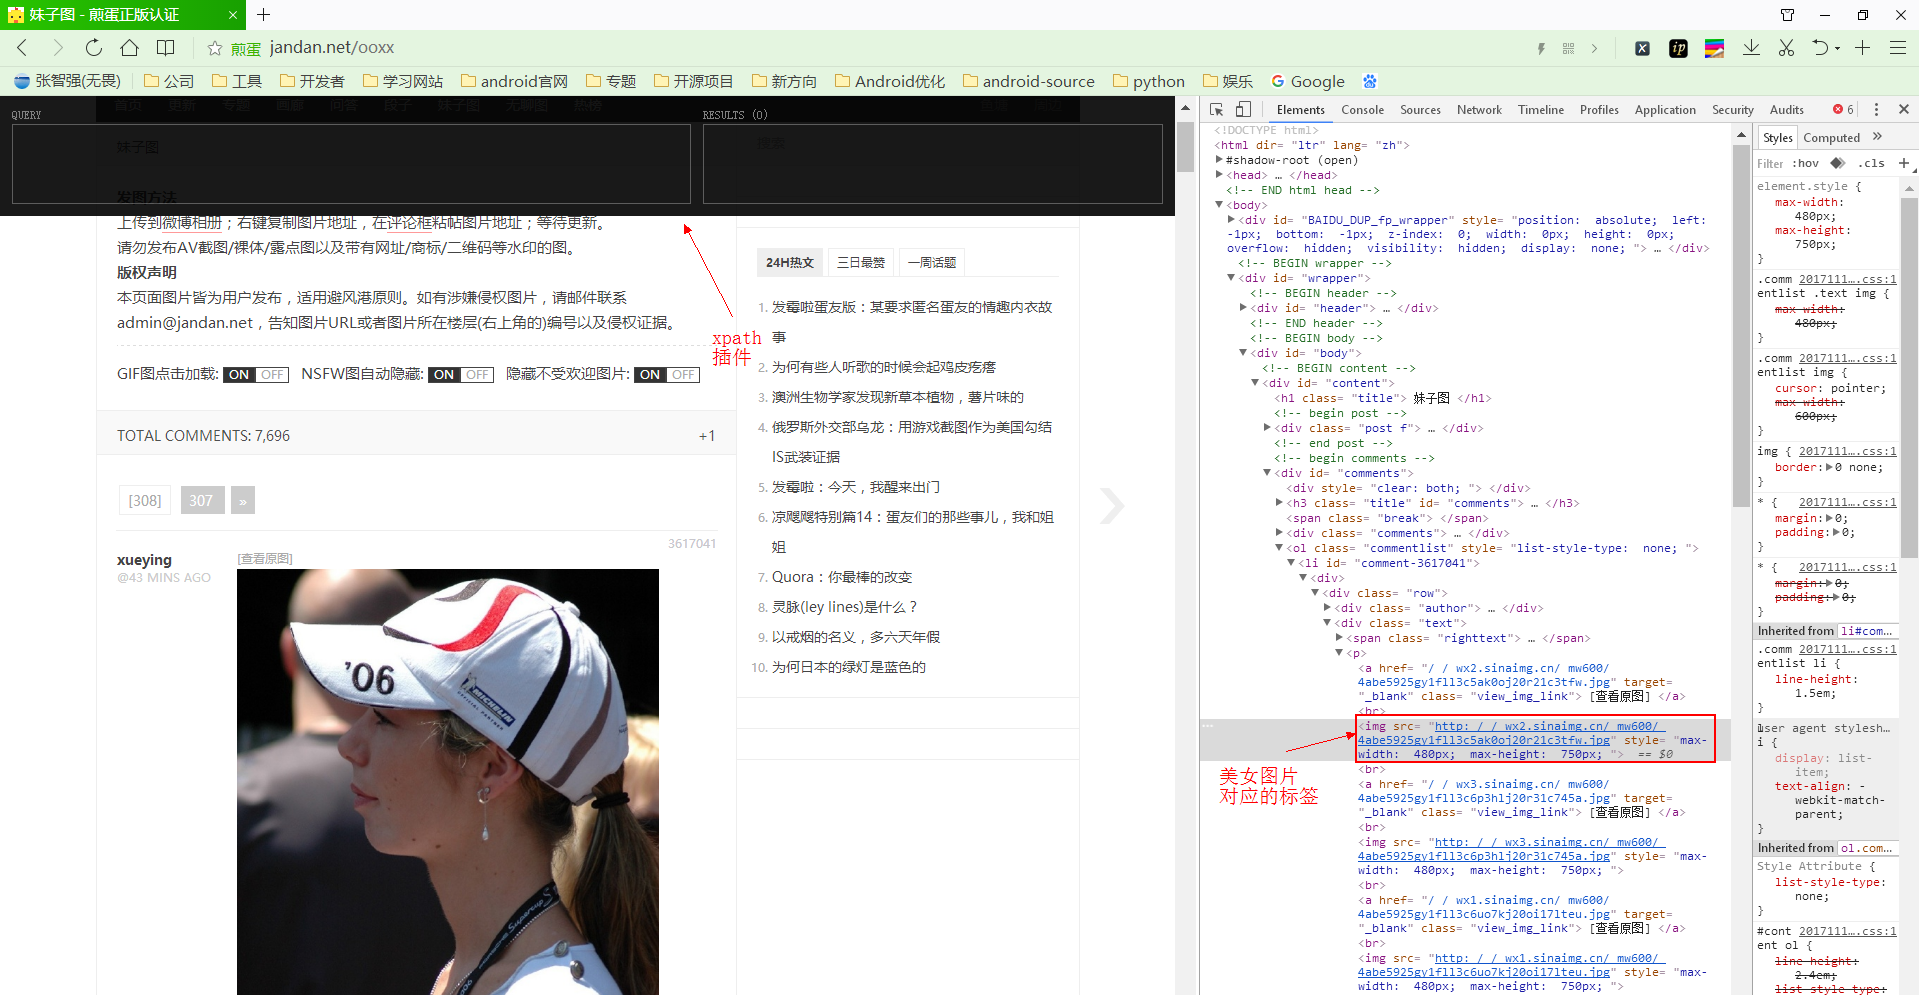 妹子图 - 煎蛋正版认证
煎蛋 jandan.net/ooxx
张智强(无畏) 公司 工具 开发者 学习网站 android官网 专题 开源项目 新方向 Android优化 android-source python 娱乐 Google
首页 更新 专题 画廊 问答 段子 妹子图 无聊图 热榜
QUERY
RESULTS (0)
妹子图
搜索
发图方法
上传到微博相册；右键复制图片地址，在评论框粘帖图片地址；等待更新。
请勿发布AV截图/裸体/露点图以及带有网址/商标/二维码等水印的图。
版权声明
本页面图片皆为用户发布，适用避风港原则。如有涉嫌侵权图片，请邮件联系
admin@jandan.net，告知图片URL或者图片所在楼层(右上角的)编号以及侵权证据。
xpath
插件
GIF图点击加载: ON OFF NSFW图自动隐藏: ON OFF 隐藏不受欢迎图片: ON OFF
TOTAL COMMENTS: 7,696 +1
[308] 307 »
3617041
xueying
@43 MINS AGO
[查看原图]
'06
MICHELIN
24H热文 三日最赞 一周话题
1. 发霉啦蛋友版：某要求匿名蛋友的情趣内衣故
事
2. 为何有些人听歌的时候会起鸡皮疙瘩
3. 澳洲生物学家发现新草本植物，薯片味的
4. 俄罗斯外交部乌龙：用游戏截图作为美国勾结
IS武装证据
5. 发霉啦：今天，我醒来出门
6. 凉飕飕特别篇14：蛋友们的那些事儿，我和姐
姐
7. Quora：你最棒的改变
8. 灵脉(ley lines)是什么？
9. 以戒烟的名义，多六天年假
10. 为何日本的绿灯是蓝色的
Elements Console Sources Network Timeline Profiles Application Security Audits 6
<!DOCTYPE html>
<html dir= "ltr" lang= "zh">
#shadow-root (open)
<head> … </head>
<!-- END html head -->
<body>
<div id= "BAIDU_DUP_fp_wrapper" style= "position: absolute; left:
-1px; bottom: -1px; z-index: 0; width: 0px; height: 0px;
overflow: hidden; visibility: hidden; display: none; "> … </div>
<!-- BEGIN wrapper -->
<div id= "wrapper">
<!-- BEGIN header -->
<div id= "header"> … </div>
<!-- END header -->
<!-- BEGIN body -->
<div id= "body">
<!-- BEGIN content -->
<div id= "content">
<h1 class= "title"> 妹子图 </h1>
<!-- begin post -->
<div class= "post f"> … </div>
<!-- end post -->
<!-- begin comments -->
<div id= "comments">
<div style= "clear: both; "> </div>
<h3 class= "title" id= "comments"> … </h3>
<span class= "break"> </span>
<div class= "comments"> … </div>
<ol class= "commentlist" style= "list-style-type: none; ">
<li id= "comment-3617041">
<div>
<div class= "row">
<div class= "author"> … </div>
<div class= "text">
<span class= "righttext"> … </span>
<p>
<a href= "/ / wx2.sinaimg.cn/ mw600/
4abe5925gy1fll3c5ak0oj20r21c3tfw.jpg" target=
"_blank" class= "view_img_link"> [查看原图] </a>
<br>
<img src= "http: / / wx2.sinaimg.cn/ mw600/
4abe5925gy1fll3c5ak0oj20r21c3tfw.jpg" style= "max-
width: 480px; max-height: 750px; "> == $0
美女图片
对应的标签
<br>
<a href= "/ / wx3.sinaimg.cn/ mw600/
4abe5925gy1fll3c6p3hlj20r31c745a.jpg" target=
"_blank" class= "view_img_link"> [查看原图] </a>
<br>
<img src= "http: / / wx3.sinaimg.cn/ mw600/
4abe5925gy1fll3c6p3hlj20r31c745a.jpg" style= "max-
width: 480px; max-height: 750px; ">
<br>
<a href= "/ / wx1.sinaimg.cn/ mw600/
4abe5925gy1fll3c6uo7kj20oi17lteu.jpg" target=
"_blank" class= "view_img_link"> [查看原图] </a>
<br>
<img src= "http: / / wx1.sinaimg.cn/ mw600/
4abe5925gy1fll3c6uo7kj20oi17lteu.jpg" style= "max-
width: 480px; max-height: 750px; ">
Styles Computed »
Filter :hov .cls +
element.style {
max-width:
480px;
max-height:
750px;
}
.comm 2017111….css:1
entlist .text img {
max-width:
480px;
}
.comm 2017111….css:1
entlist img {
cursor: pointer;
max-width:
600px;
}
img { 2017111….css:1
border: 0 none;
}
* { 2017111….css:1
margin: 0;
padding: 0;
}
* { 2017111….css:1
margin: 0;
padding: 0;
}
Inherited from li#com…
.comm 2017111….css:1
entlist li {
line-height:
1.5em;
}
user agent stylesh…
li {
display: list-
item;
text-align: -
webkit-match-
parent;
}
Inherited from ol.com…
Style Attribute {
list-style-type:
none;
}
#cont 2017111….css:1
ent ol {
line-height:
2.4em;
list-style-type: